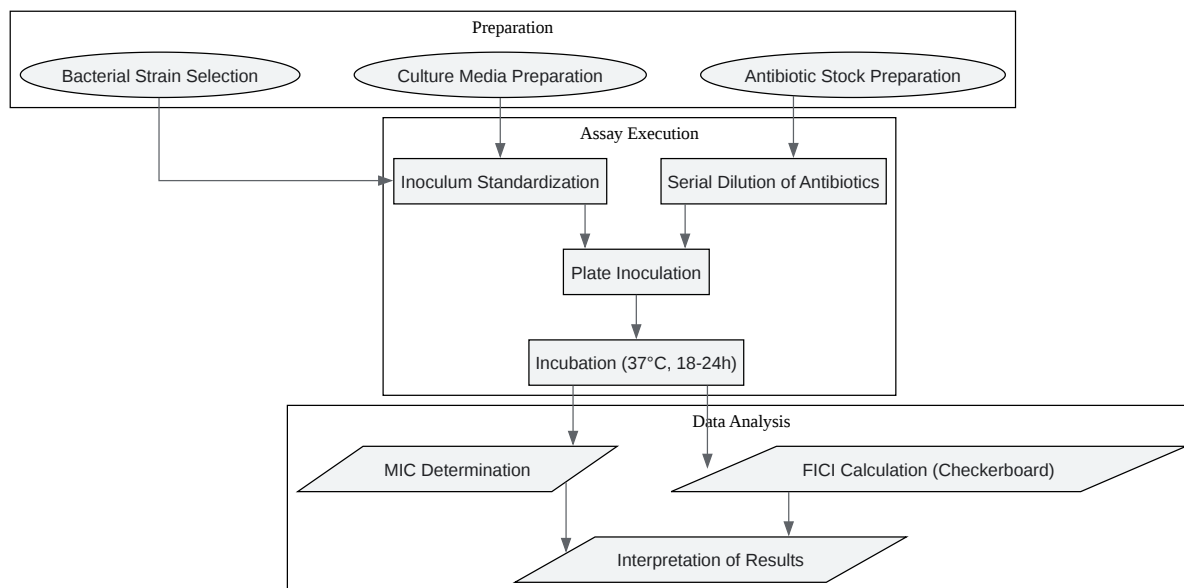 Preparation
Bacterial Strain Selection
Culture Media Preparation
Antibiotic Stock Preparation
Assay Execution
Inoculum Standardization
Serial Dilution of Antibiotics
Plate Inoculation
Incubation (37°C, 18-24h)
Data Analysis
MIC Determination
FICI Calculation (Checkerboard)
Interpretation of Results